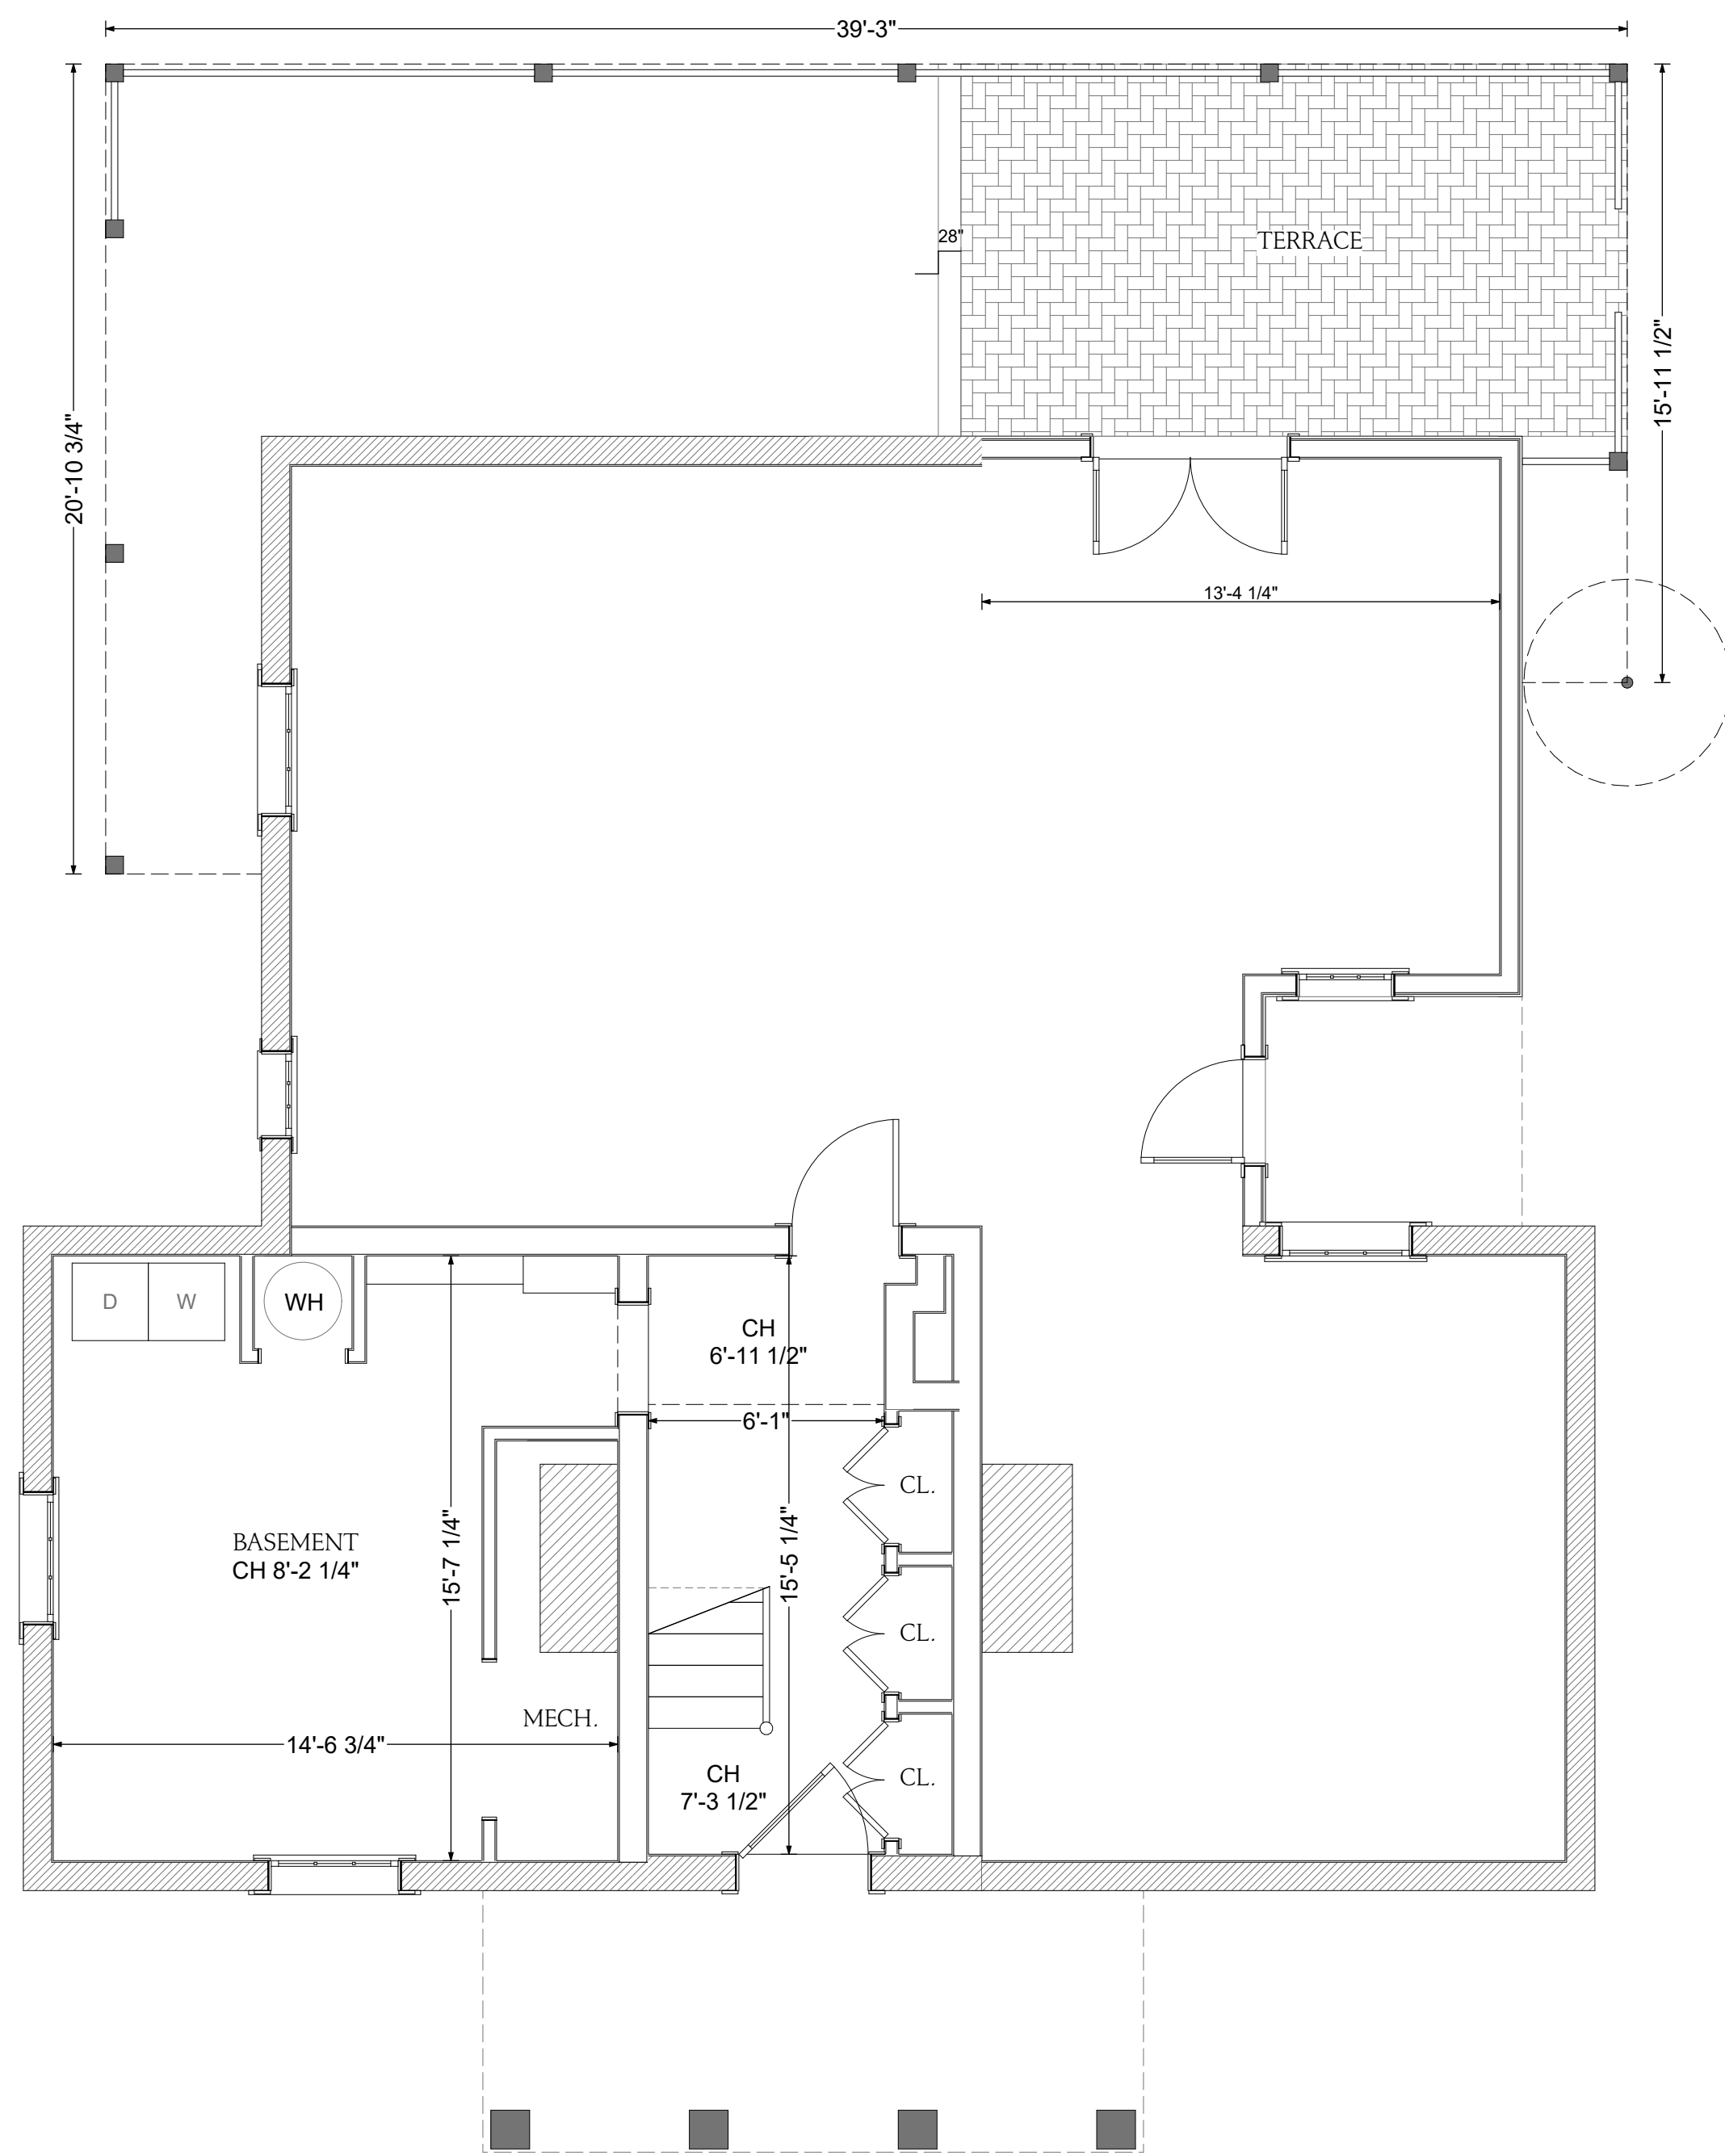 39'-3"
28"
TERRACE
15'-11 1/2"
20'-10 3/4"
13'-4 1/4"
D
W
WH
CH
6'-11 1/2"
6'-1"
CL.
BASEMENT
CH 8'-2 1/4"
15'-7 1/4"
15'-5 1/4"
CL.
MECH.
14'-6 3/4"
CH
7'-3 1/2"
CL.